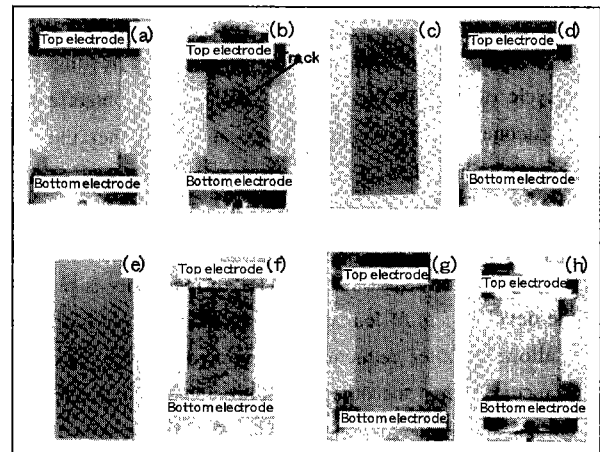 (a)
Top electrode
Bottom electrode
(b)
Top electrode
rack
Bottom electrode
(c)
(d)
Top electrode
Bottom electrode
(e)
(f)
Top electrode
Bottom electrode
(g)
Top electrode
Bottom electrode
(h)
Top electrode
Bottom electrode